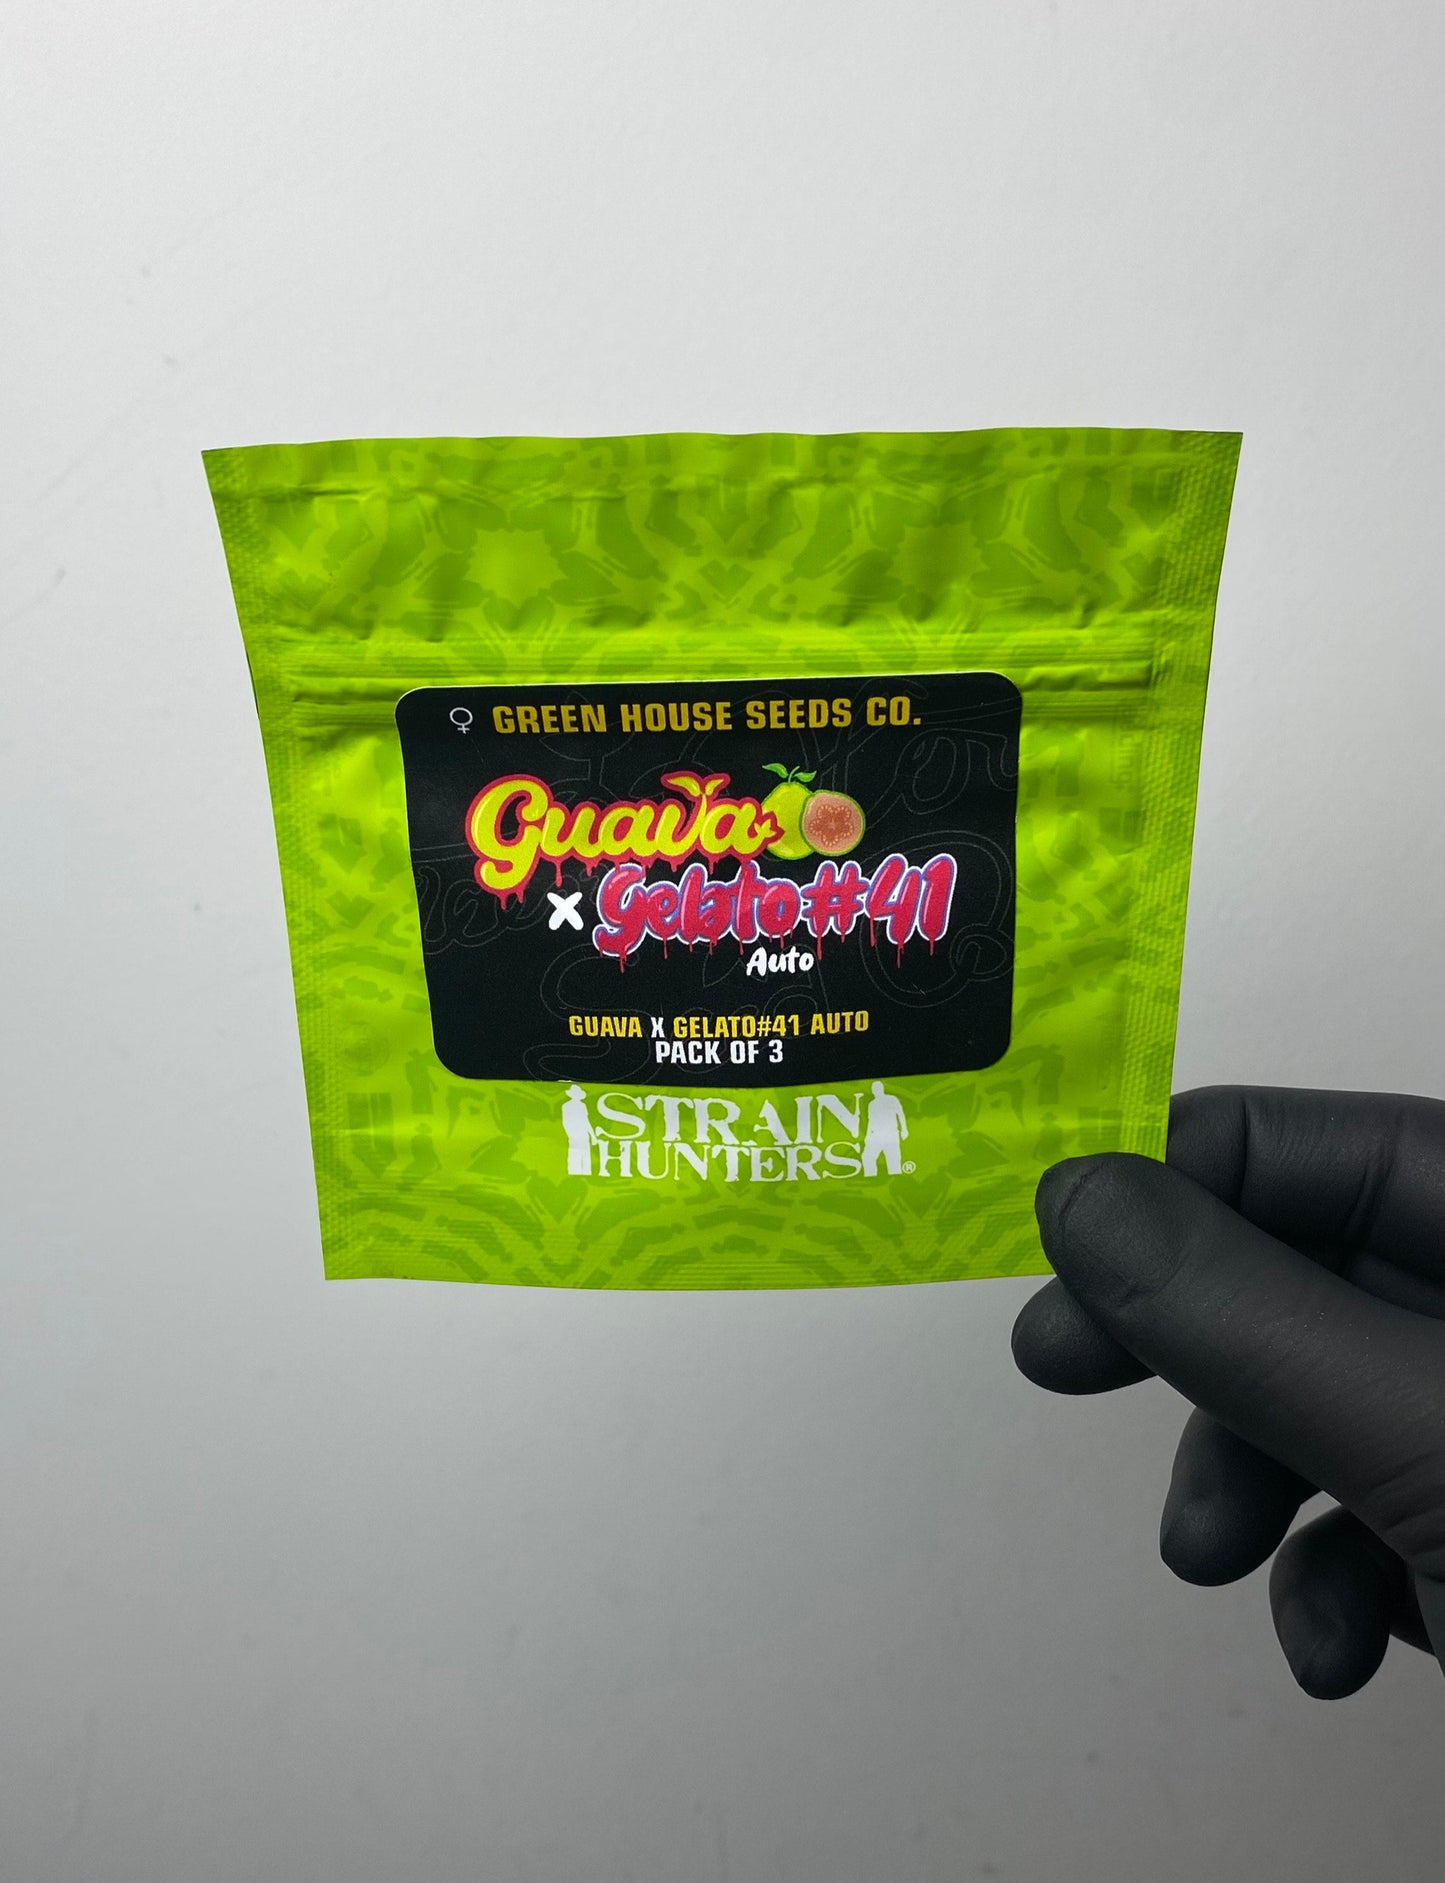 ♀ GREEN HOUSE SEEDS CO.
Guava
x Gelato#41
Auto
GUAVA X GELATO#41 AUTO
PACK OF 3
STRAIN
HUNTERS®